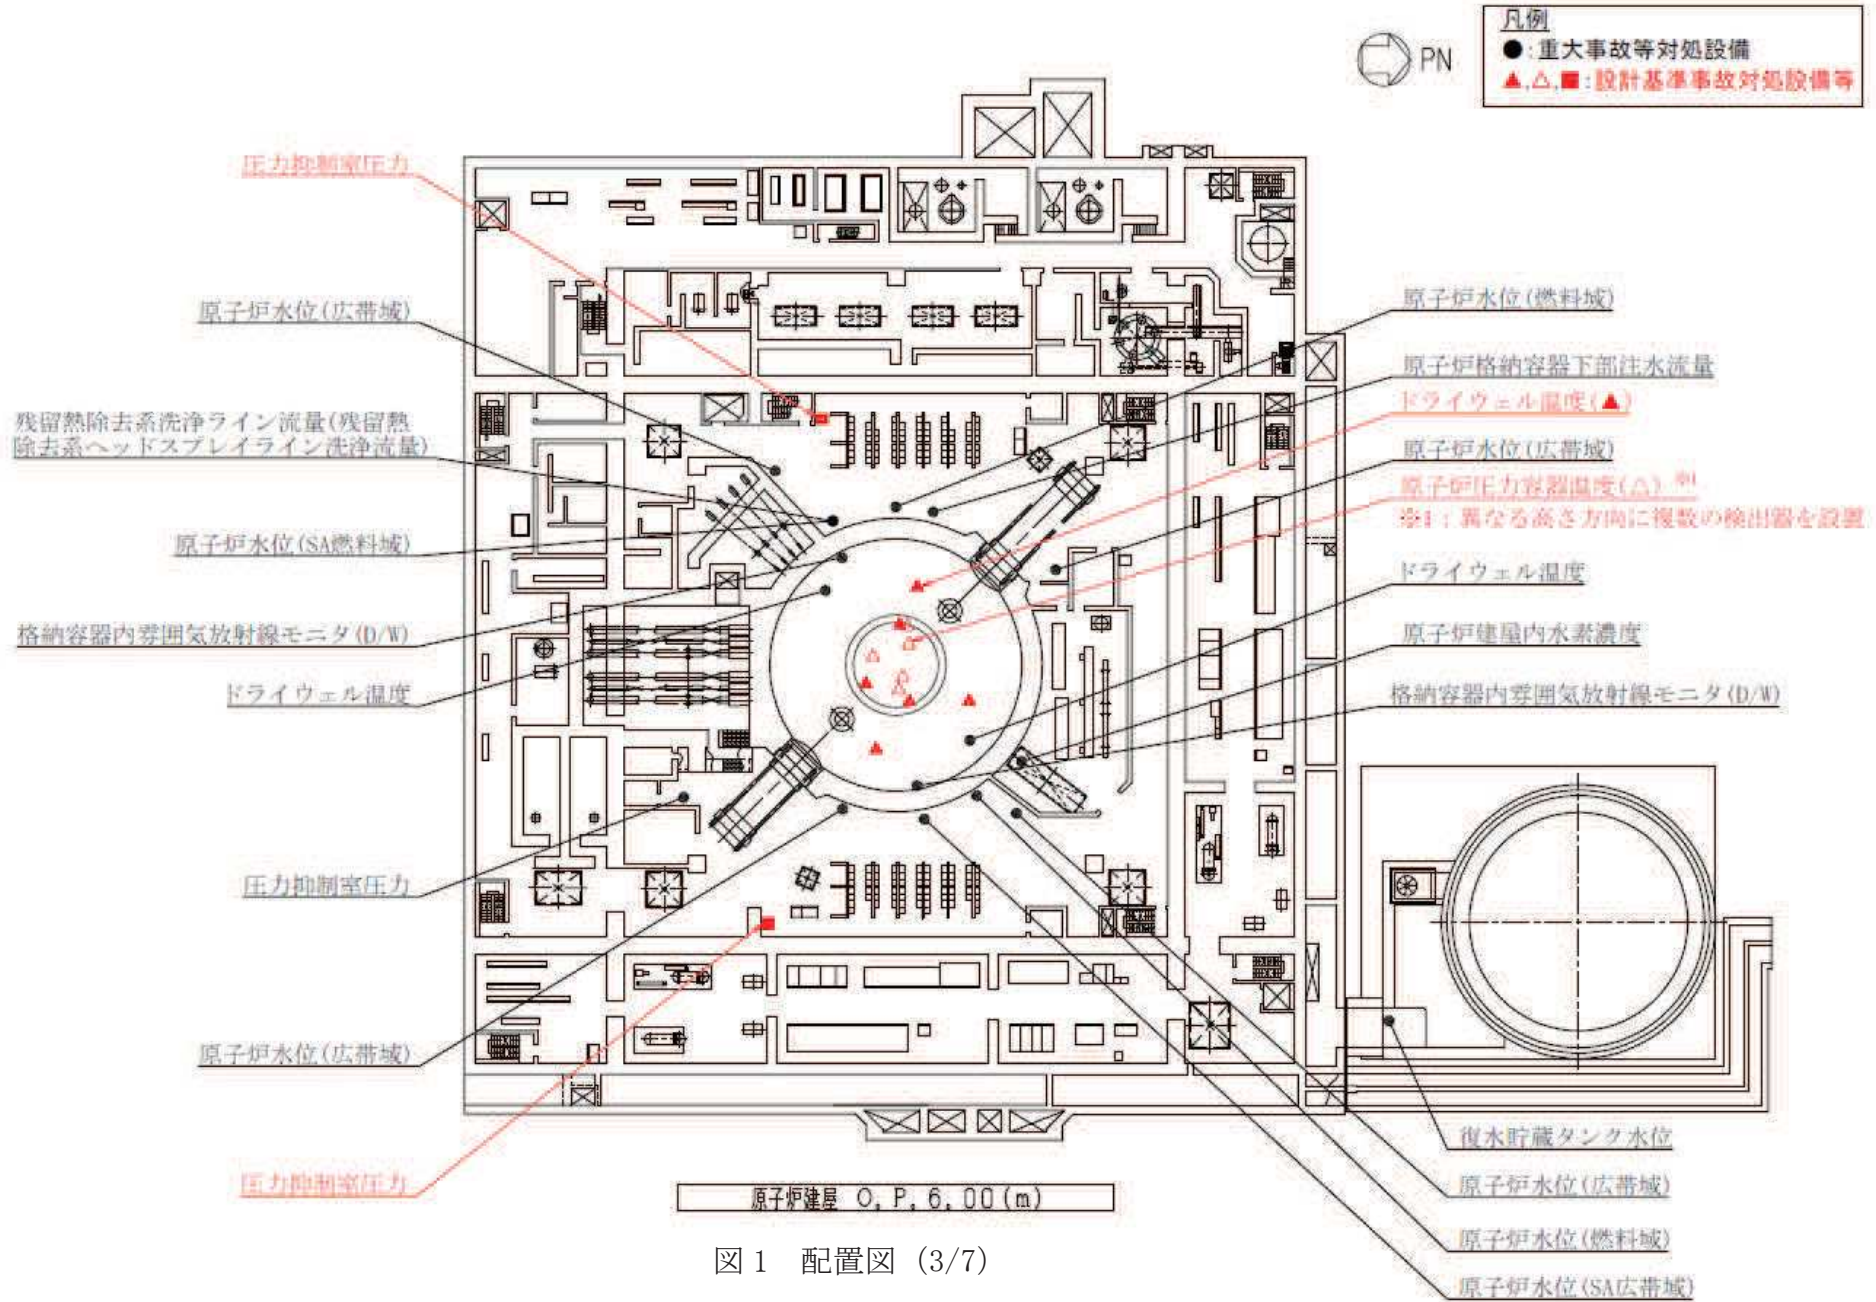 凡例
●:重大事故等対処設備
▲,△,■:設計基準事故対処設備等
PN
圧力抑制室圧力
原子炉水位(広帯域)
残留熱除去系洗浄ライン流量(残留熱
除去系ヘッドスプレイライン洗浄流量)
原子炉水位(SA燃料域)
格納容器内雰囲気放射線モニタ(D/W)
ドライウェル温度
圧力抑制室圧力
原子炉水位(広帯域)
圧力抑制室圧力
原子炉水位(燃料域)
原子炉格納容器下部注水流量
ドライウェル温度(▲)
原子炉水位(広帯域)
原子炉圧力容器温度(△) ※1
※1:異なる高さ方向に複数の検出器を設置
ドライウェル温度
原子炉建屋内水素濃度
格納容器内雰囲気放射線モニタ(D/W)
復水貯蔵タンク水位
原子炉水位(広帯域)
原子炉水位(燃料域)
原子炉水位(SA広帯域)
原子炉建屋 O.P.6.00(m)
図1 配置図 (3/7)